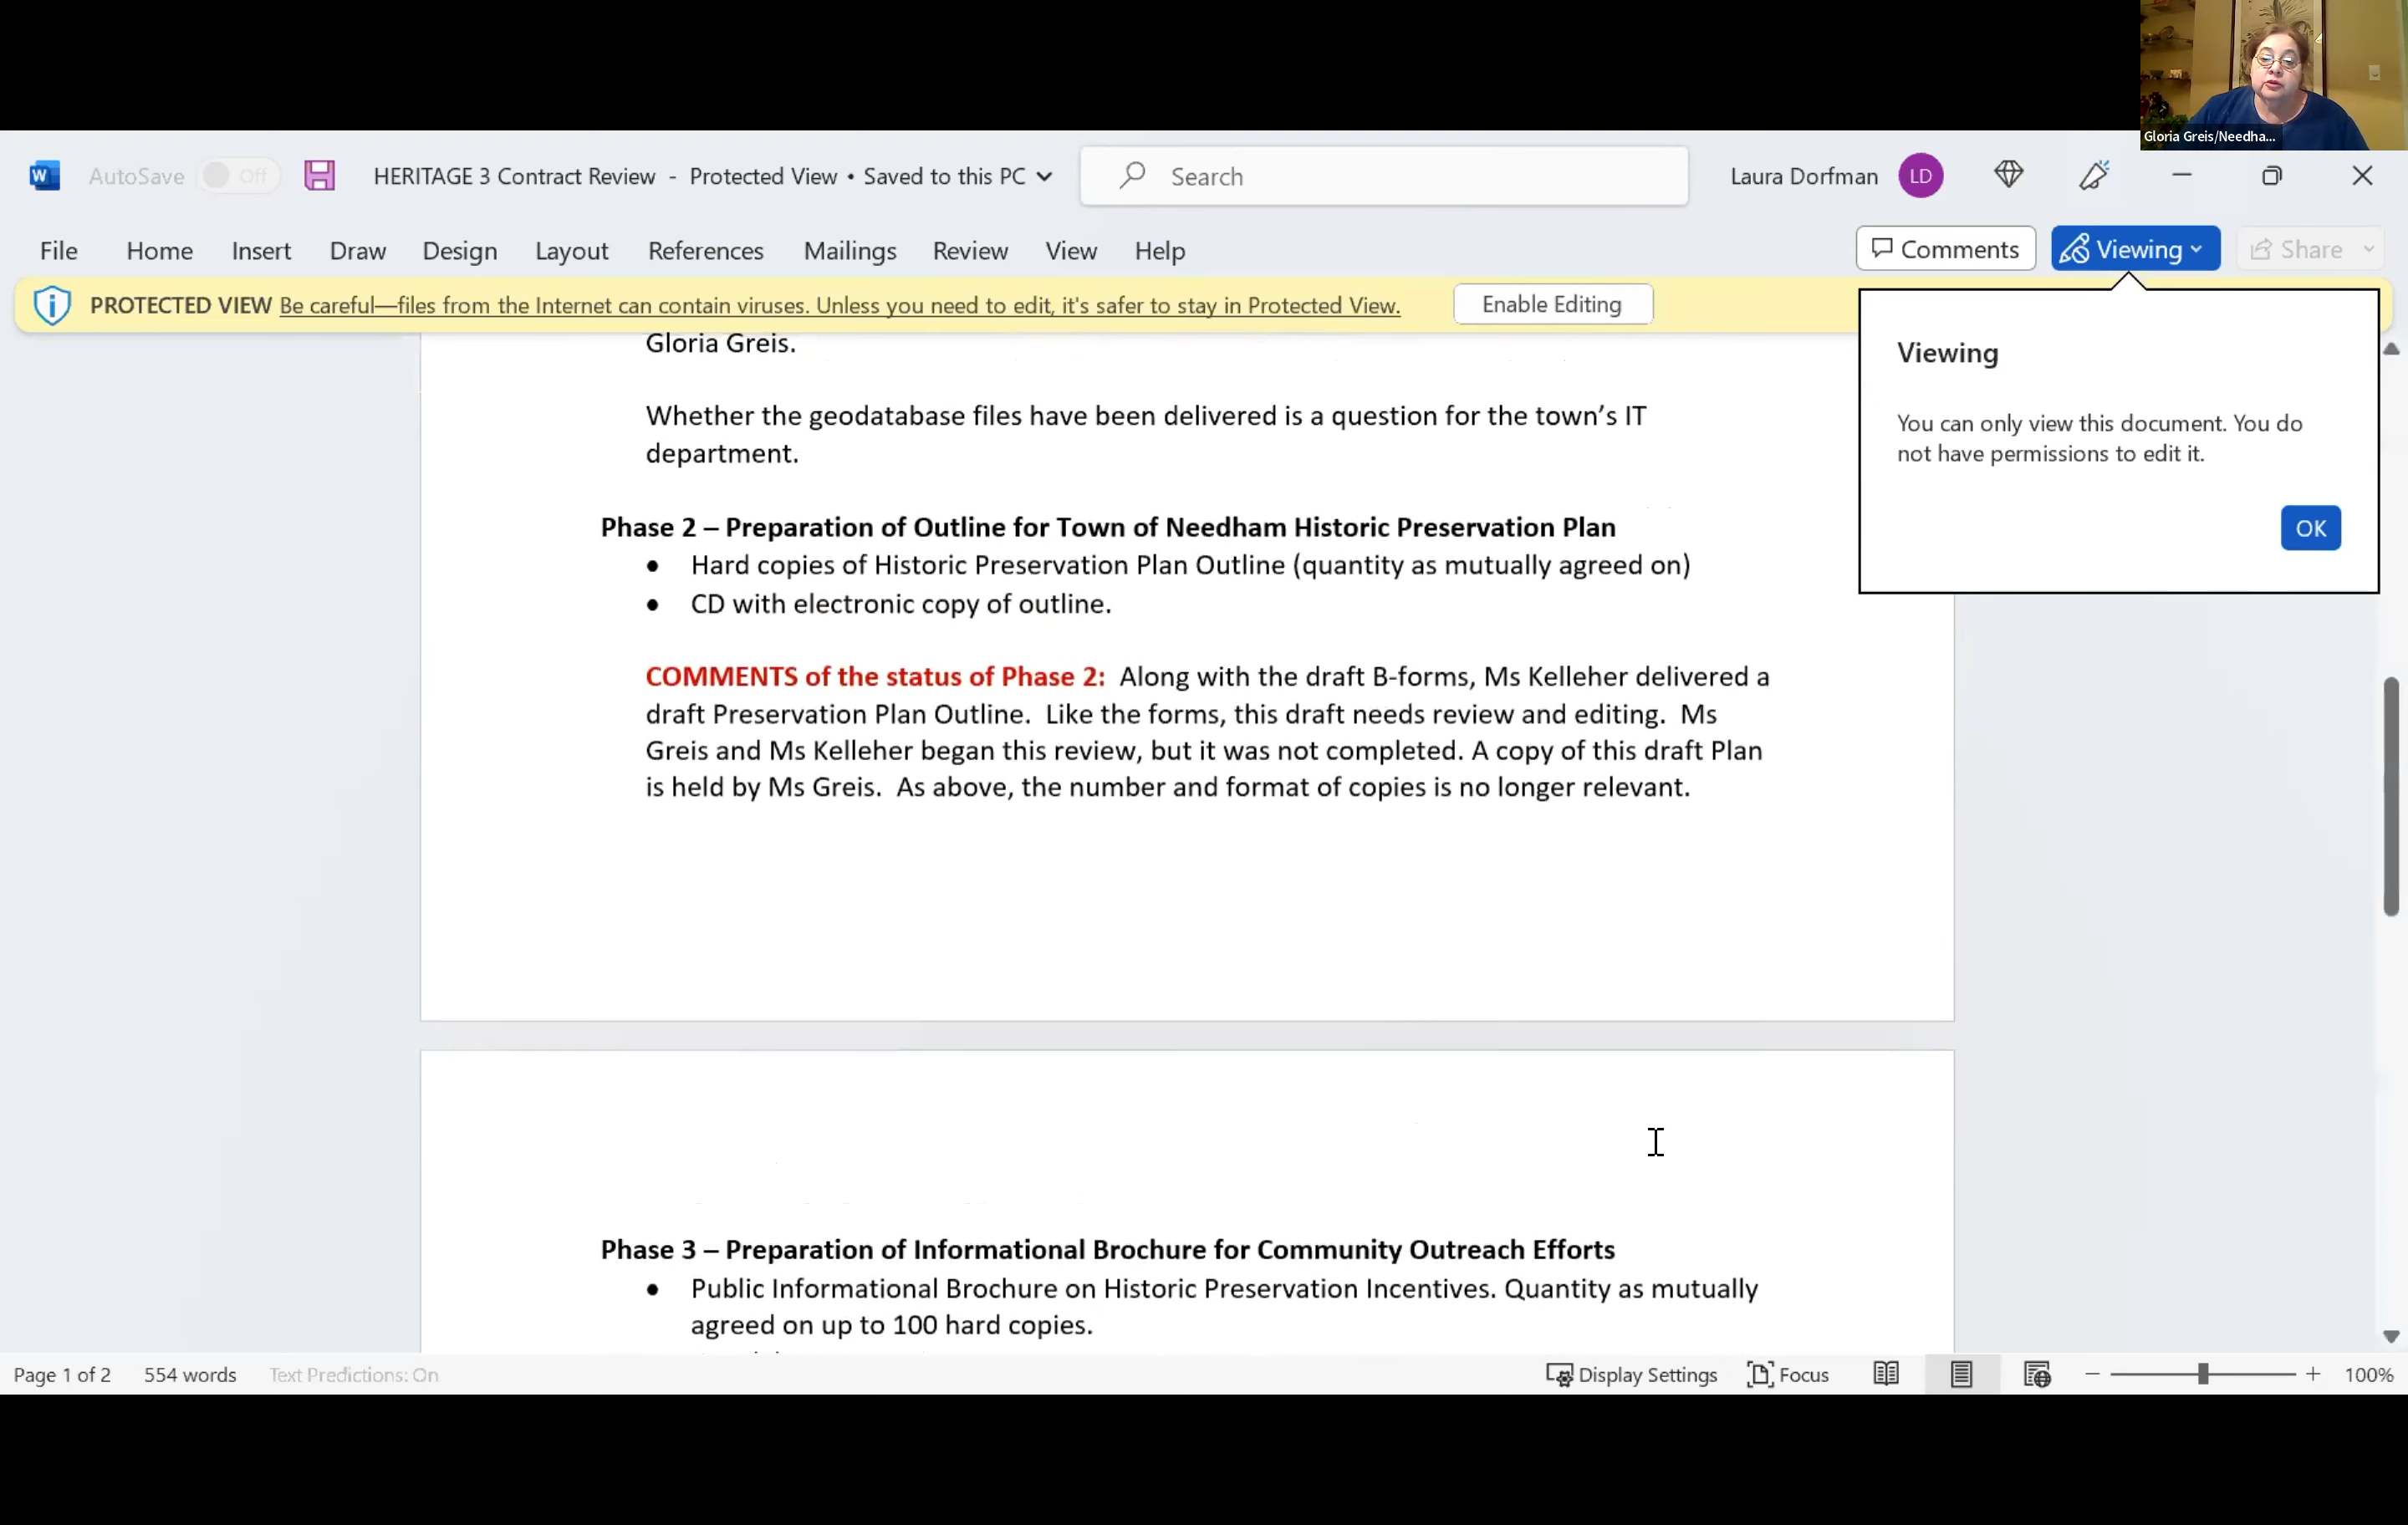 Gloria Greis/Needha...
AutoSave Off HERITAGE 3 Contract Review - Protected View • Saved to this PC Search Laura Dorfman LD
File Home Insert Draw Design Layout References Mailings Review View Help Comments Viewing Share
PROTECTED VIEW Be careful—files from the Internet can contain viruses. Unless you need to edit, it's safer to stay in Protected View. Enable Editing
Viewing
You can only view this document. You do
not have permissions to edit it.
OK
Gloria Greis.
Whether the geodatabase files have been delivered is a question for the town’s IT
department.
Phase 2 – Preparation of Outline for Town of Needham Historic Preservation Plan
• Hard copies of Historic Preservation Plan Outline (quantity as mutually agreed on)
• CD with electronic copy of outline.
COMMENTS of the status of Phase 2: Along with the draft B-forms, Ms Kelleher delivered a
draft Preservation Plan Outline. Like the forms, this draft needs review and editing. Ms
Greis and Ms Kelleher began this review, but it was not completed. A copy of this draft Plan
is held by Ms Greis. As above, the number and format of copies is no longer relevant.
Phase 3 – Preparation of Informational Brochure for Community Outreach Efforts
• Public Informational Brochure on Historic Preservation Incentives. Quantity as mutually
agreed on up to 100 hard copies.
Page 1 of 2 554 words Text Predictions: On Display Settings Focus 100%